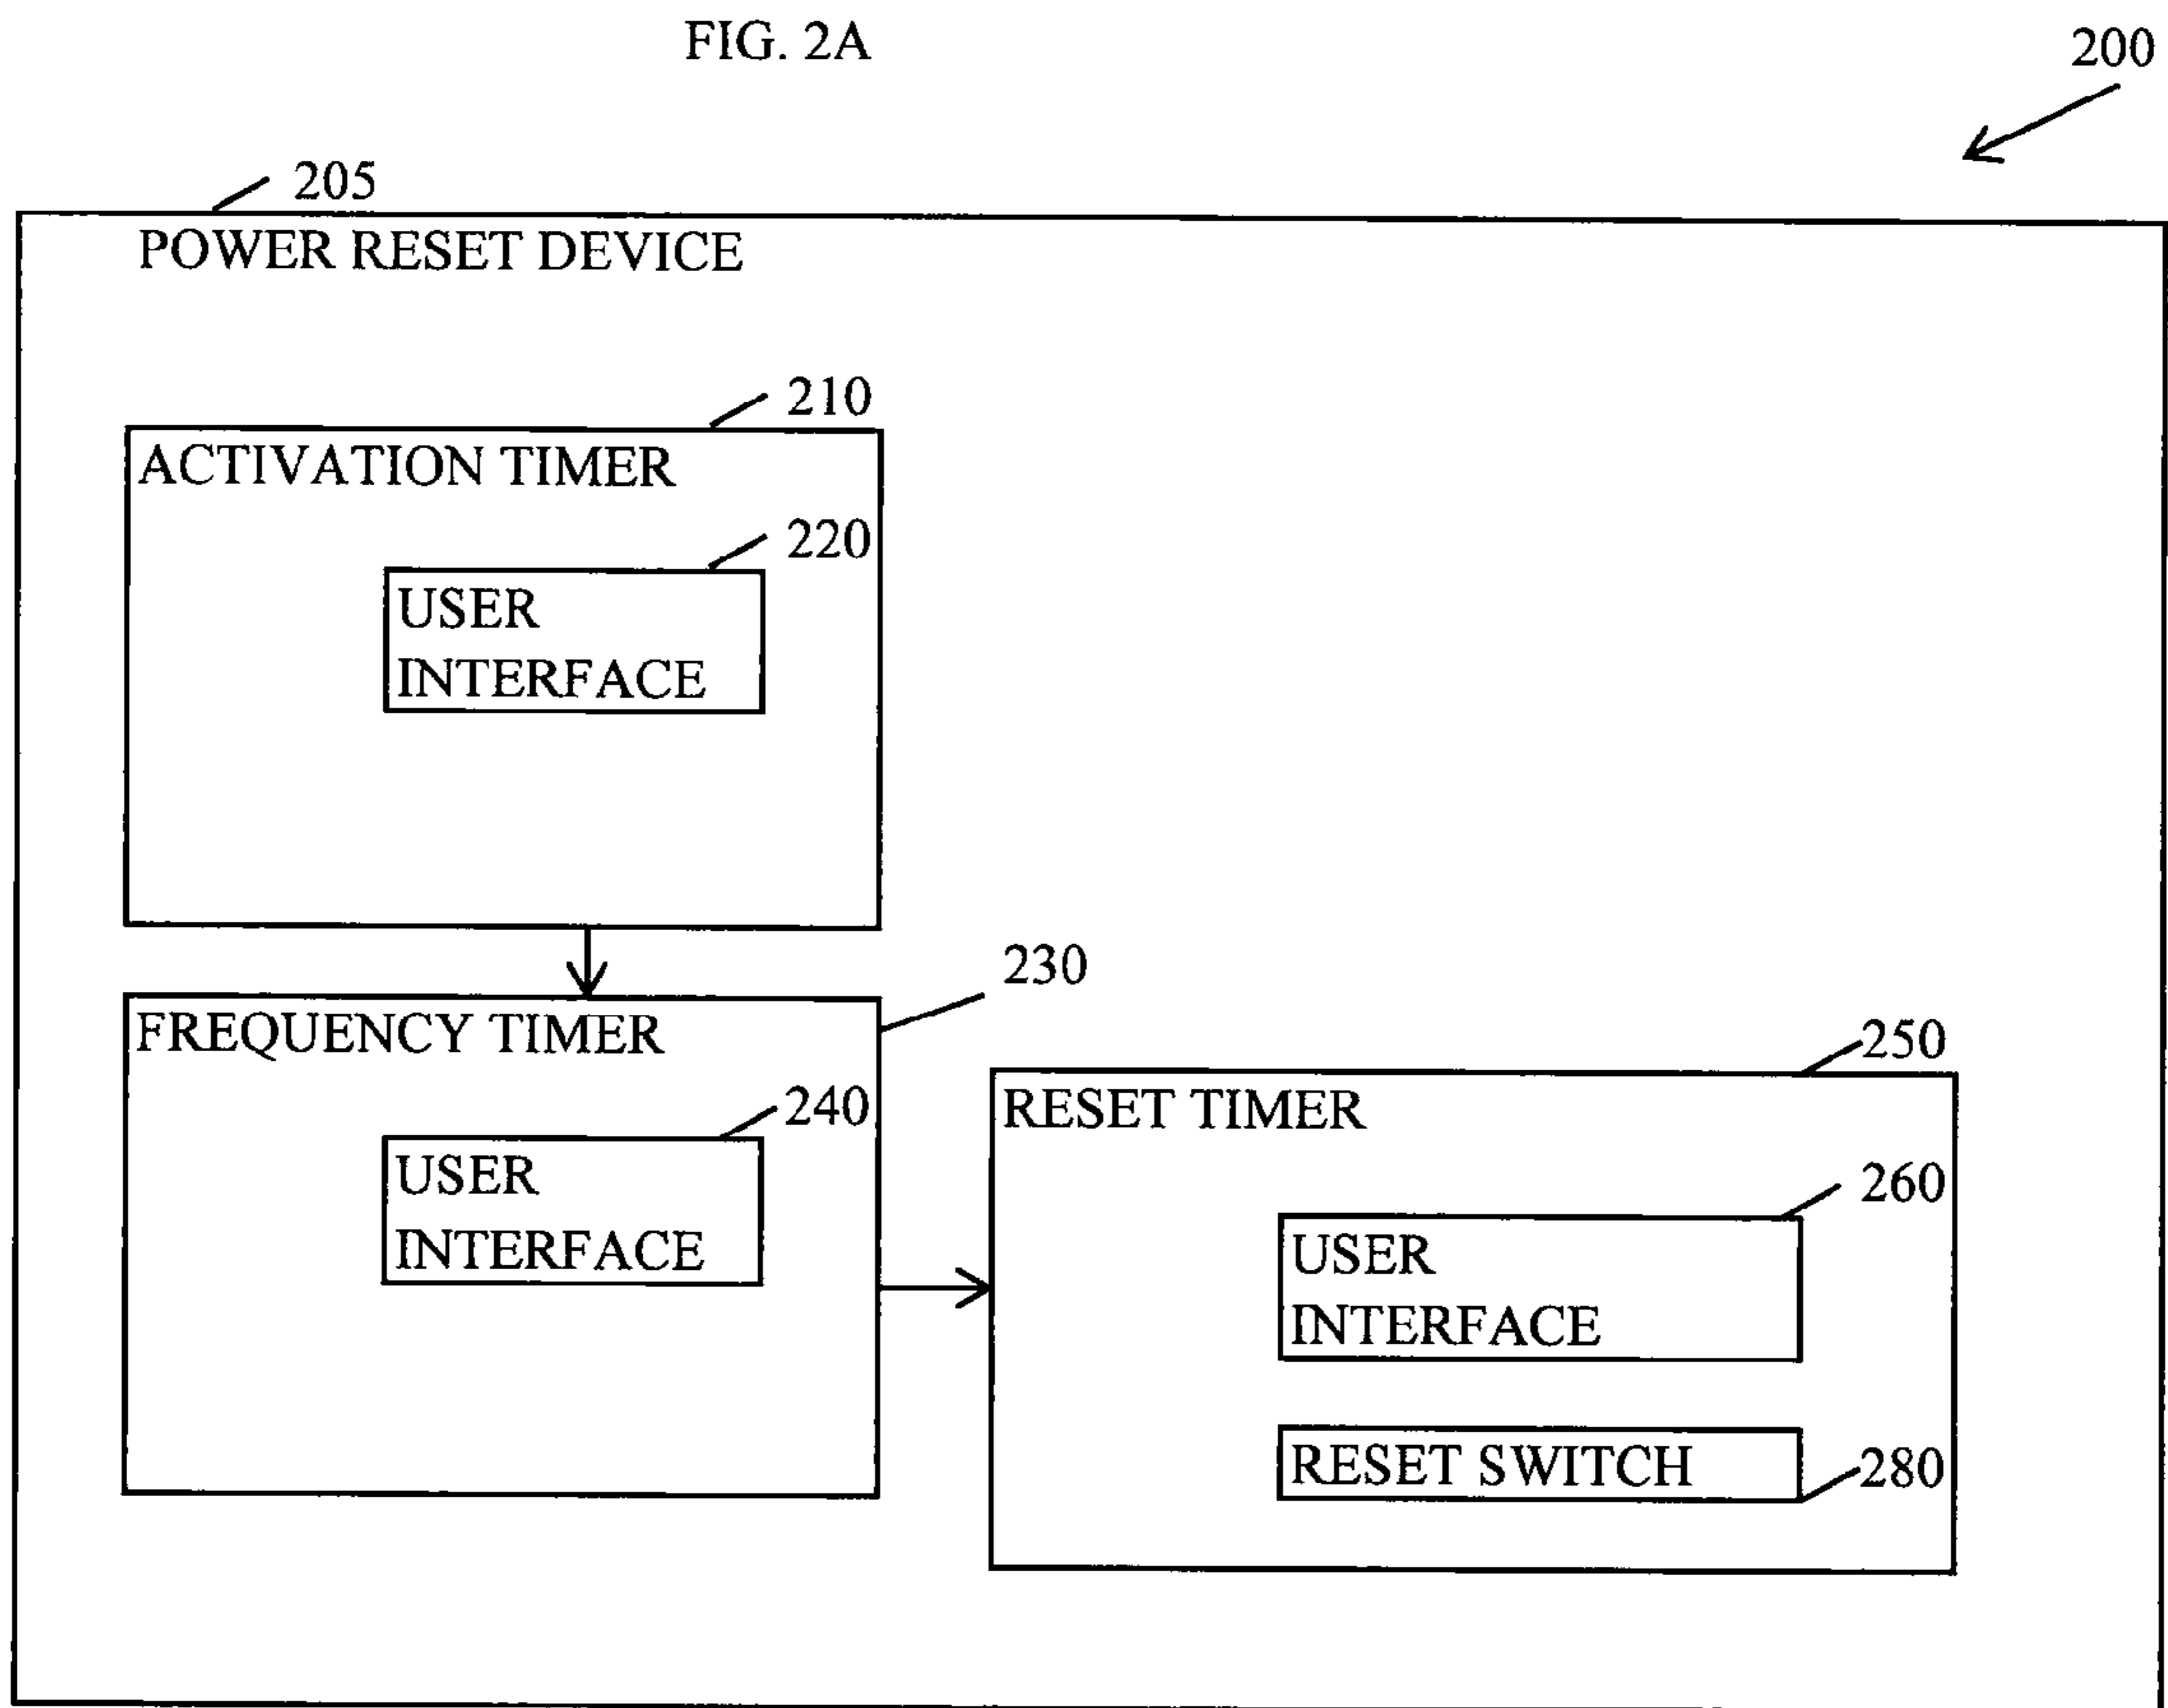 FIG. 2A
200
205
POWER RESET DEVICE
210
ACTIVATION TIMER
220
USER
INTERFACE
230
FREQUENCY TIMER
240
USER
INTERFACE
250
RESET TIMER
260
USER
INTERFACE
RESET SWITCH
280